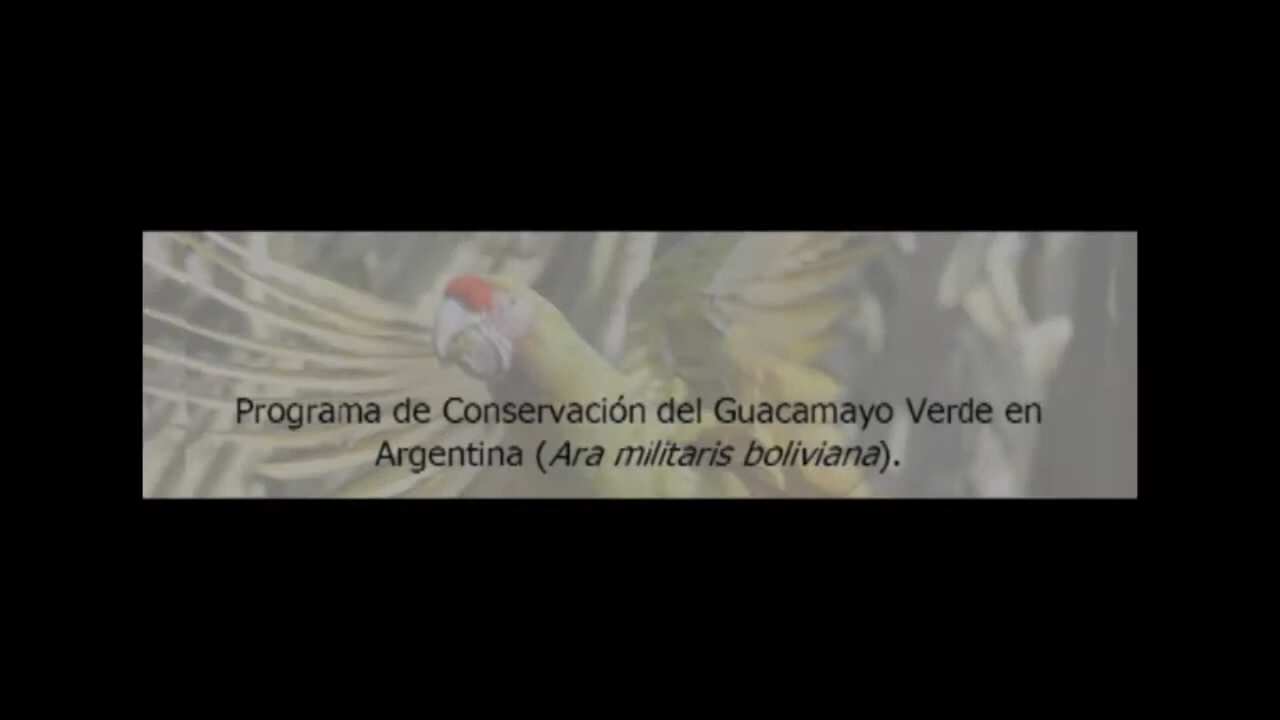 Programa de Conservación del Guacamayo Verde en
Argentina (Ara militaris boliviana).